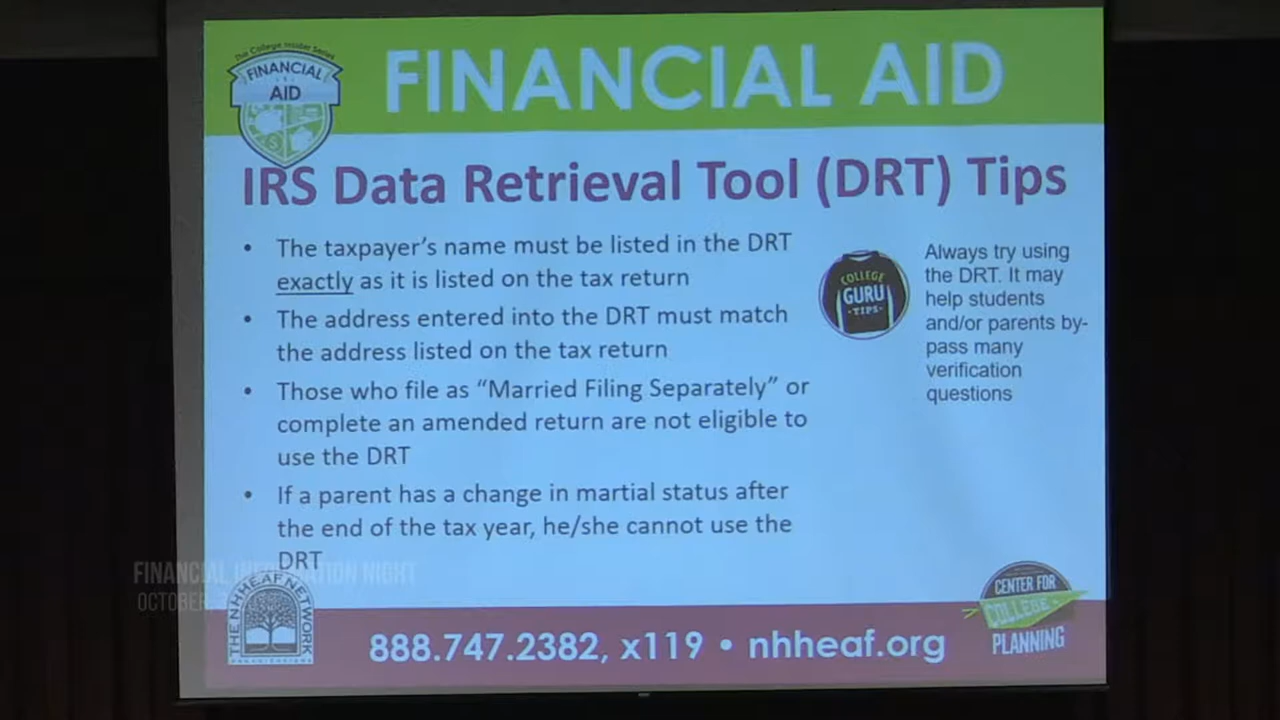 The College Insider Series
FINANCIAL
AID
FINANCIAL AID
IRS Data Retrieval Tool (DRT) Tips
• The taxpayer's name must be listed in the DRT
exactly as it is listed on the tax return
• The address entered into the DRT must match
the address listed on the tax return
• Those who file as “Married Filing Separately” or
complete an amended return are not eligible to
use the DRT
• If a parent has a change in martial status after
the end of the tax year, he/she cannot use the
DRT
COLLEGE
GURU
•TIPS•
Always try using
the DRT. It may
help students
and/or parents by-
pass many
verification
questions
FINANCIAL INFORMATION NIGHT
OCTOBER
THE NHHEAF NETWORK
888.747.2382, x119 • nhheaf.org
CENTER FOR
COLLEGE
PLANNING